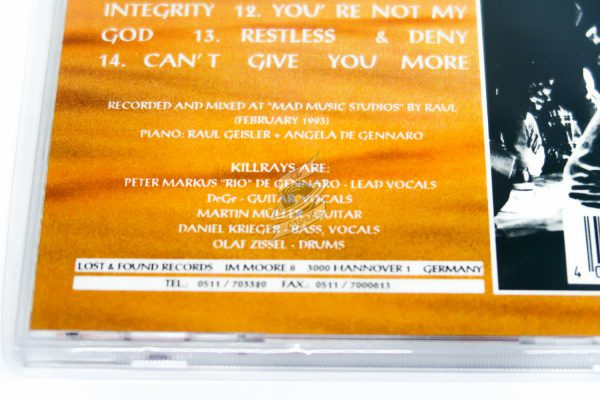 INTEGRITY 12. YOU' RE NOT MY
GOD 13. RESTLESS & DENY
14. CAN'T GIVE YOU MORE
RECORDED AND MIXED AT "MAD MUSIC STUDIOS" BY RAUL
(FEBRUARY 1993)
PIANO: RAUL GEISLER + ANGELA DE GENNARO
KILLRAYS ARE:
PETER MARKUS "RIO" DE GENNARO - LEAD VOCALS
DeGe - GUITAR, VOCALS
MARTIN MÜLLER - GUITAR
DANIEL KRIEGER - BASS, VOCALS
OLAF ZISSEL - DRUMS
LOST & FOUND RECORDS IM MOORE 8 3000 HANNOVER 1 GERMANY
TEL.: 0511 / 703320 FAX.: 0511 / 7000613
4